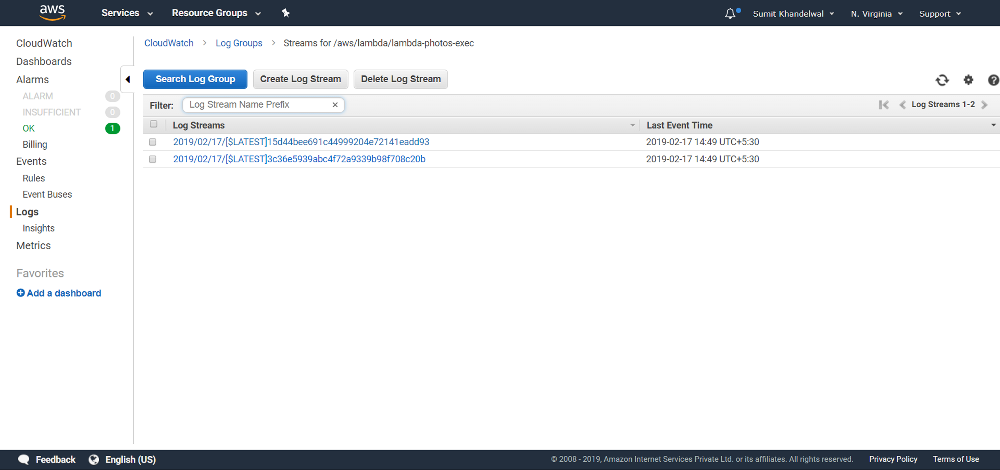 aws Services Resource Groups Sumit Khandelwal N. Virginia Support
CloudWatch
Dashboards
Alarms
ALARM 0
INSUFFICIENT 0
OK 1
Billing
Events
Rules
Event Buses
Logs
Insights
Metrics
Favorites
Add a dashboard
CloudWatch > Log Groups > Streams for /aws/lambda/lambda-photos-exec
Search Log Group Create Log Stream Delete Log Stream
Filter: Log Stream Name Prefix × Log Streams 1-2
Log Streams Last Event Time
2019/02/17/[$LATEST]15d44bee691c44999204e72141eadd93 2019-02-17 14:49 UTC+5:30
2019/02/17/[$LATEST]3c36e5939abc4f72a9339b98f708c20b 2019-02-17 14:49 UTC+5:30
Feedback English (US) © 2008 - 2019, Amazon Internet Services Private Ltd. or its affiliates. All rights reserved. Privacy Policy Terms of Use